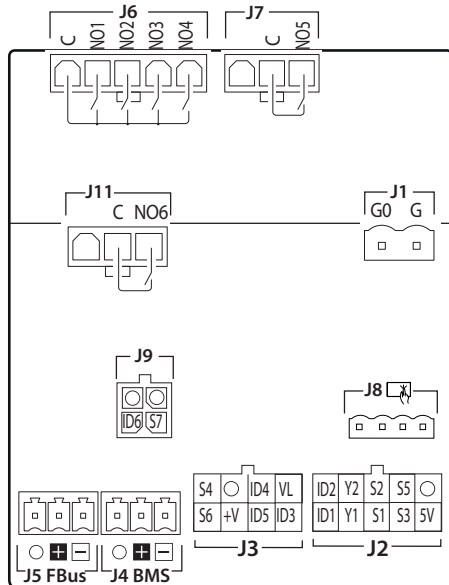 J6 J7
C NO1 NO2 NO3 NO4 C NO5
J11 J1
C NO6 G0 G
J9 J8
ID6 S7
S4 ID4 VL ID2 Y2 S2 S5
S6 +V ID5 ID3 ID1 Y1 S1 S3 5V
J3 J2
+ − + −
J5 FBus J4 BMS